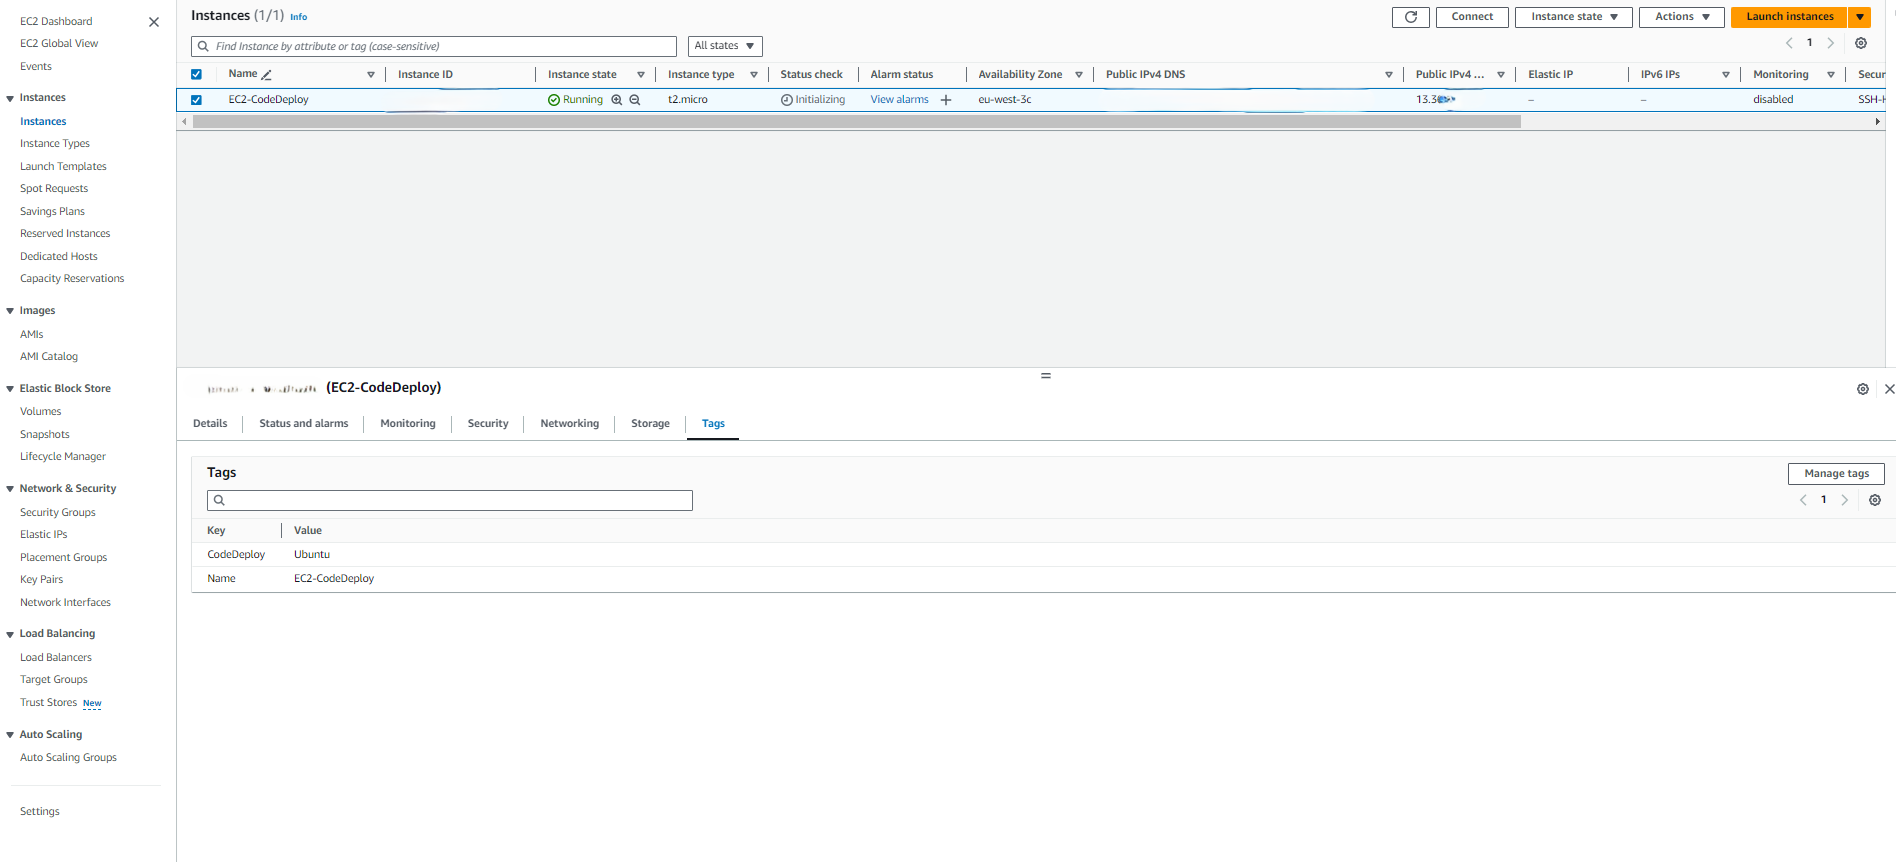 EC2 Dashboard
EC2 Global View
Events
Instances
Instances
Instance Types
Launch Templates
Spot Requests
Savings Plans
Reserved Instances
Dedicated Hosts
Capacity Reservations
Images
AMIs
AMI Catalog
Elastic Block Store
Volumes
Snapshots
Lifecycle Manager
Network & Security
Security Groups
Elastic IPs
Placement Groups
Key Pairs
Network Interfaces
Load Balancing
Load Balancers
Target Groups
Trust Stores New
Auto Scaling
Auto Scaling Groups
Settings
Instances (1/1) Info
Connect Instance state Actions Launch instances
Find Instance by attribute or tag (case-sensitive) All states
1
Name Instance ID Instance state Instance type Status check Alarm status Availability Zone Public IPv4 DNS Public IPv4 ... Elastic IP IPv6 IPs Monitoring Secur
EC2-CodeDeploy Running t2.micro Initializing View alarms + eu-west-3c – – disabled SSH-H
(EC2-CodeDeploy)
Details Status and alarms Monitoring Security Networking Storage Tags
Tags Manage tags
1
Key Value
CodeDeploy Ubuntu
Name EC2-CodeDeploy